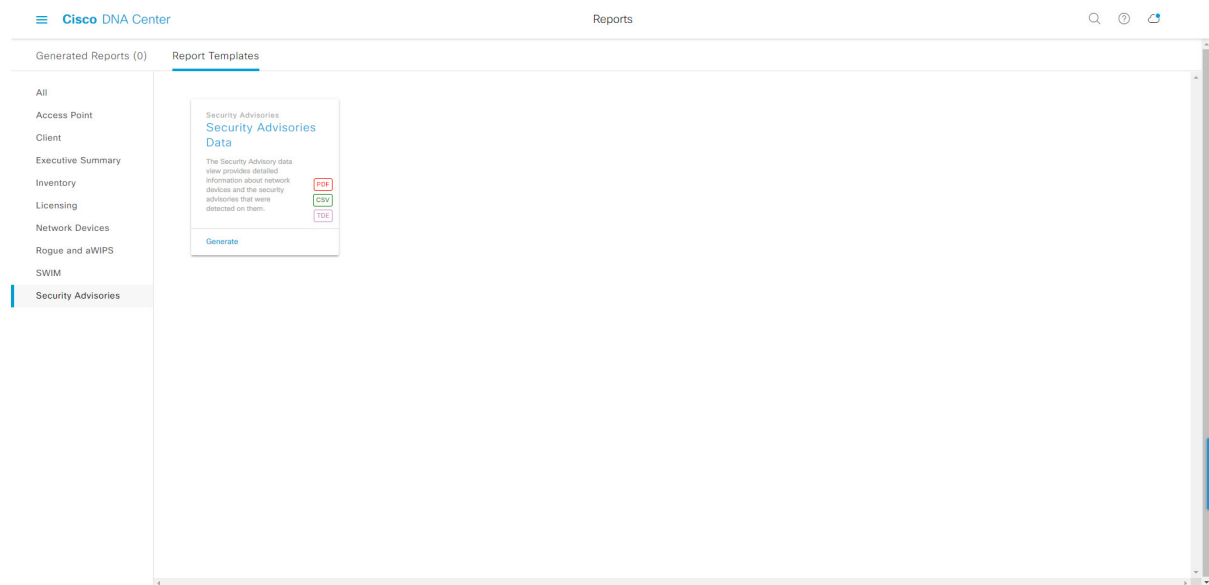 Cisco DNA Center
Reports
Generated Reports (0)
Report Templates
All
Access Point
Client
Executive Summary
Inventory
Licensing
Network Devices
Rogue and aWIPS
SWIM
Security Advisories
Security Advisories
Security Advisories
Data
The Security Advisory data
view provides detailed
information about network
devices and the security
advisories that were
detected on them.
PDF
CSV
TDE
Generate